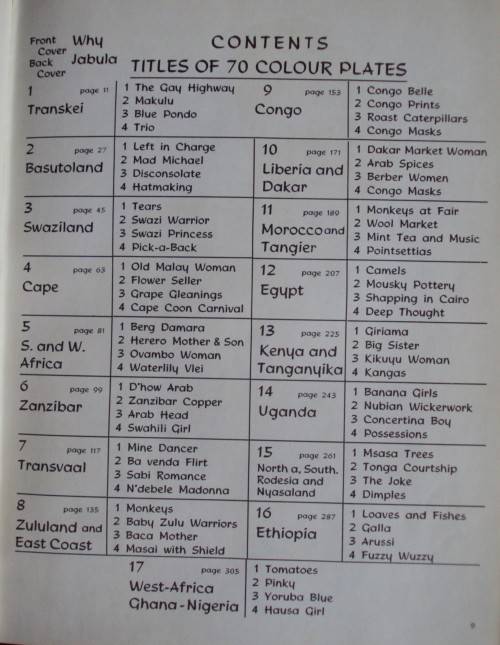 Front Cover Why
Back Cover Jabula
CONTENTS
TITLES OF 70 COLOUR PLATES
1 page 11
Transkei
1 The Gay Highway
2 Makulu
3 Blue Pondo
4 Trio
2 page 27
Basutoland
1 Left in Charge
2 Mad Michael
3 Disconsolate
4 Hatmaking
3 page 45
Swaziland
1 Tears
2 Swazi Warrior
3 Swazi Princess
4 Pick-a-Back
4 page 63
Cape
1 Old Malay Woman
2 Flower Seller
3 Grape Gleanings
4 Cape Coon Carnival
5 page 81
S. and W.
Africa
1 Berg Damara
2 Herero Mother & Son
3 Ovambo Woman
4 Waterlily Vlei
6 page 99
Zanzibar
1 D'how Arab
2 Zanzibar Copper
3 Arab Head
4 Swahili Girl
7 page 117
Transvaal
1 Mine Dancer
2 Ba venda Flirt
3 Sabi Romance
4 N'debele Madonna
8 page 135
Zululand and
East Coast
1 Monkeys
2 Baby Zulu Warriors
3 Baca Mother
4 Masai with Shield
9 page 153
Congo
1 Congo Belle
2 Congo Prints
3 Roast Caterpillars
4 Congo Masks
10 page 171
Liberia and
Dakar
1 Dakar Market Woman
2 Arab Spices
3 Berber Women
4 Congo Masks
11 page 189
Morocco and
Tangier
1 Monkeys at Fair
2 Wool Market
3 Mint Tea and Music
4 Pointsettias
12 page 207
Egypt
1 Camels
2 Mousky Pottery
3 Shapping in Cairo
4 Deep Thought
13 page 225
Kenya and
Tanganyika
1 Giriama
2 Big Sister
3 Kikuyu Woman
4 Kangas
14 page 243
Uganda
1 Banana Girls
2 Nubian Wickerwork
3 Concertina Boy
4 Possessions
15 page 261
North a, South.
Rodesia and
Nyasaland
1 Msasa Trees
2 Tonga Courtship
3 The Joke
4 Dimples
16 page 287
Ethiopia
1 Loaves and Fishes
2 Galla
3 Arussi
4 Fuzzy Wuzzy
17 page 305
West-Africa
Ghana-Nigeria
1 Tomatoes
2 Pinky
3 Yoruba Blue
4 Hausa Girl
9